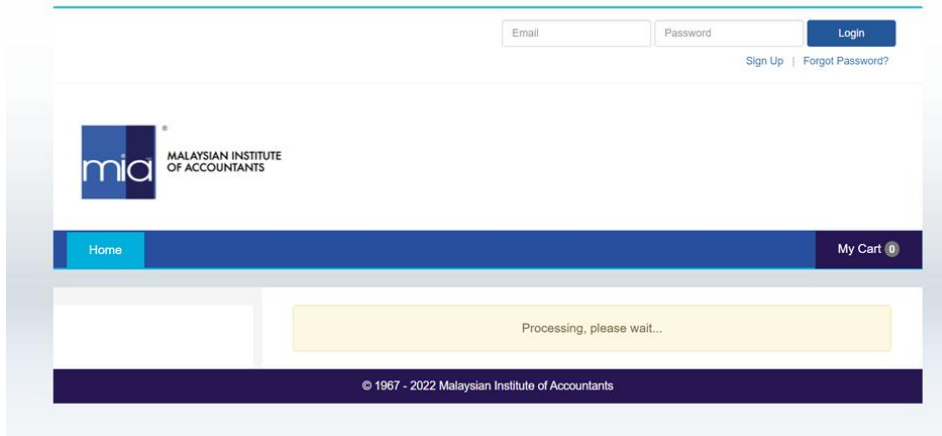 Email Password Login
Sign Up | Forgot Password?
mia ®
MALAYSIAN INSTITUTE
OF ACCOUNTANTS
Home My Cart 0
Processing, please wait...
© 1967 - 2022 Malaysian Institute of Accountants